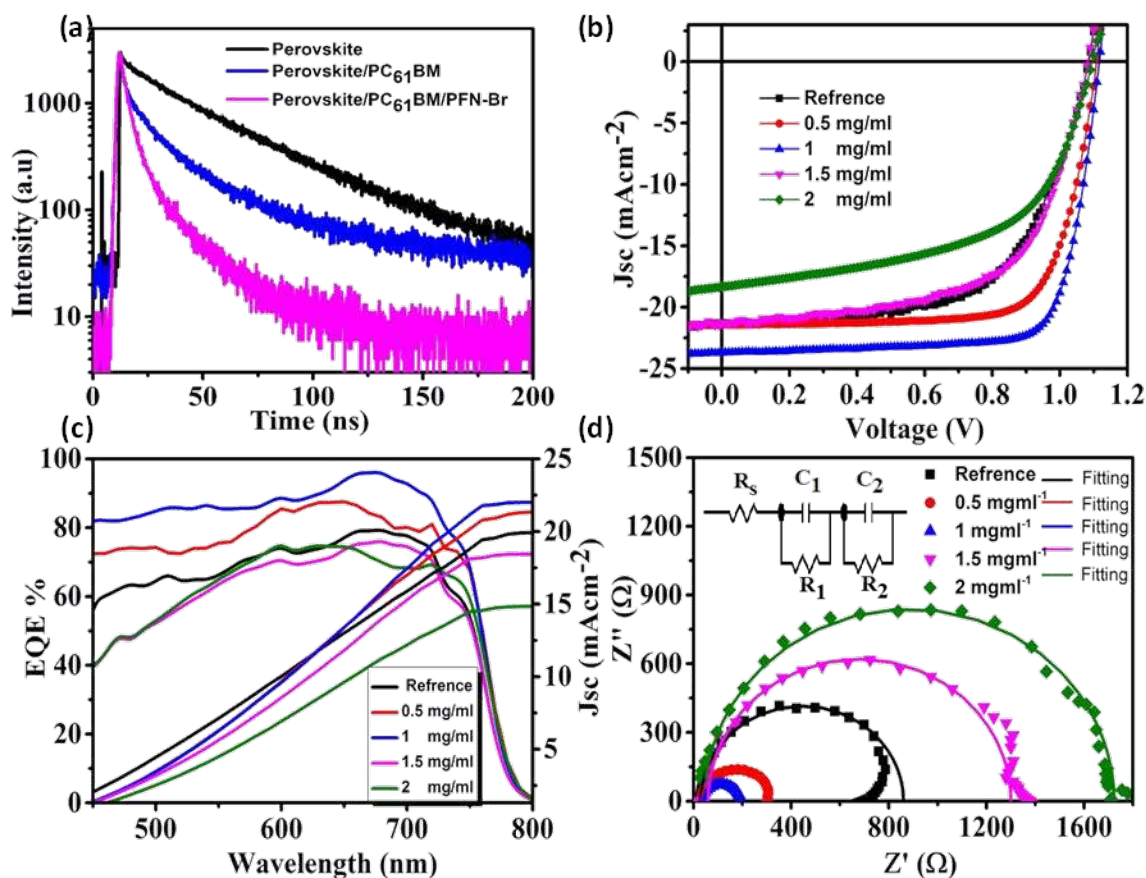 (a)
Perovskite
Perovskite/PC61BM
Perovskite/PC61BM/PFN-Br
1000
100
10
Intensity (a.u)
0 50 100 150 200
Time (ns)
(b)
0
-5
-10
-15
-20
-25
Jsc (mAcm-2)
Refrence
0.5 mg/ml
1 mg/ml
1.5 mg/ml
2 mg/ml
0.0 0.2 0.4 0.6 0.8 1.0 1.2
Voltage (V)
(c)
100
80
60
40
20
0
EQE %
25
20
15
10
5
Jsc (mAcm-2)
Refrence
0.5 mg/ml
1 mg/ml
1.5 mg/ml
2 mg/ml
500 600 700 800
Wavelength (nm)
(d)
1500
1200
900
600
300
0
Z'' (Ω)
Rs C1 C2
R1 R2
Refrence Fitting
0.5 mgml-1 Fitting
1 mgml-1 Fitting
1.5 mgml-1 Fitting
2 mgml-1 Fitting
0 400 800 1200 1600
Z' (Ω)